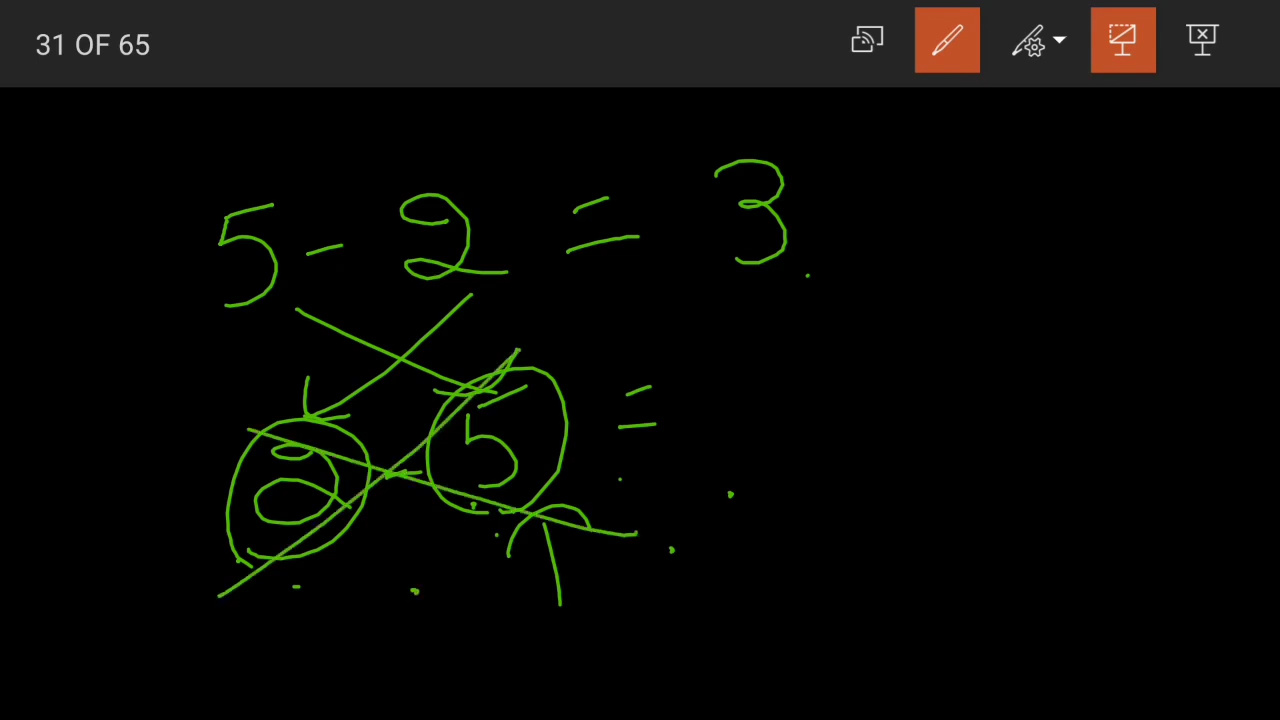 31 OF 65
5 - 2 = 3.
2 - 5 =